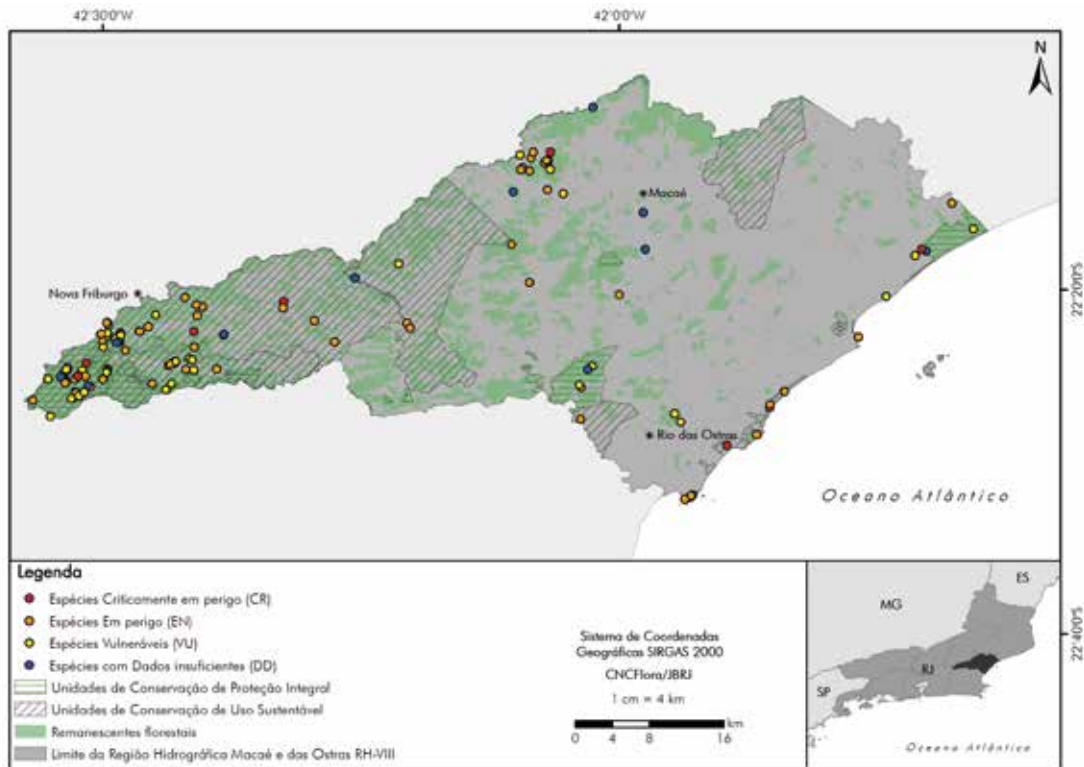 42°30'0"W
42°0'0"W
N
Macaé
Nova Friburgo
22°20'0"S
Rio das Ostras
Oceano Atlântico
Legenda
Espécies Criticamente em perigo (CR)
Espécies Em perigo (EN)
Espécies Vulneráveis (VU)
Espécies com Dados insuficientes (DD)
Unidades de Conservação de Proteção Integral
Unidades de Conservação de Uso Sustentável
Remanescentes florestais
Limite da Região Hidrográfica Macaé e das Ostras RH-VIII
Sistema de Coordenadas
Geográficas SIRGAS 2000
CNCFlora/JBRJ
1 cm = 4 km
km
0 4 8 16
ES
MG
RJ
SP
Oceano Atlântico
22°40'0"S